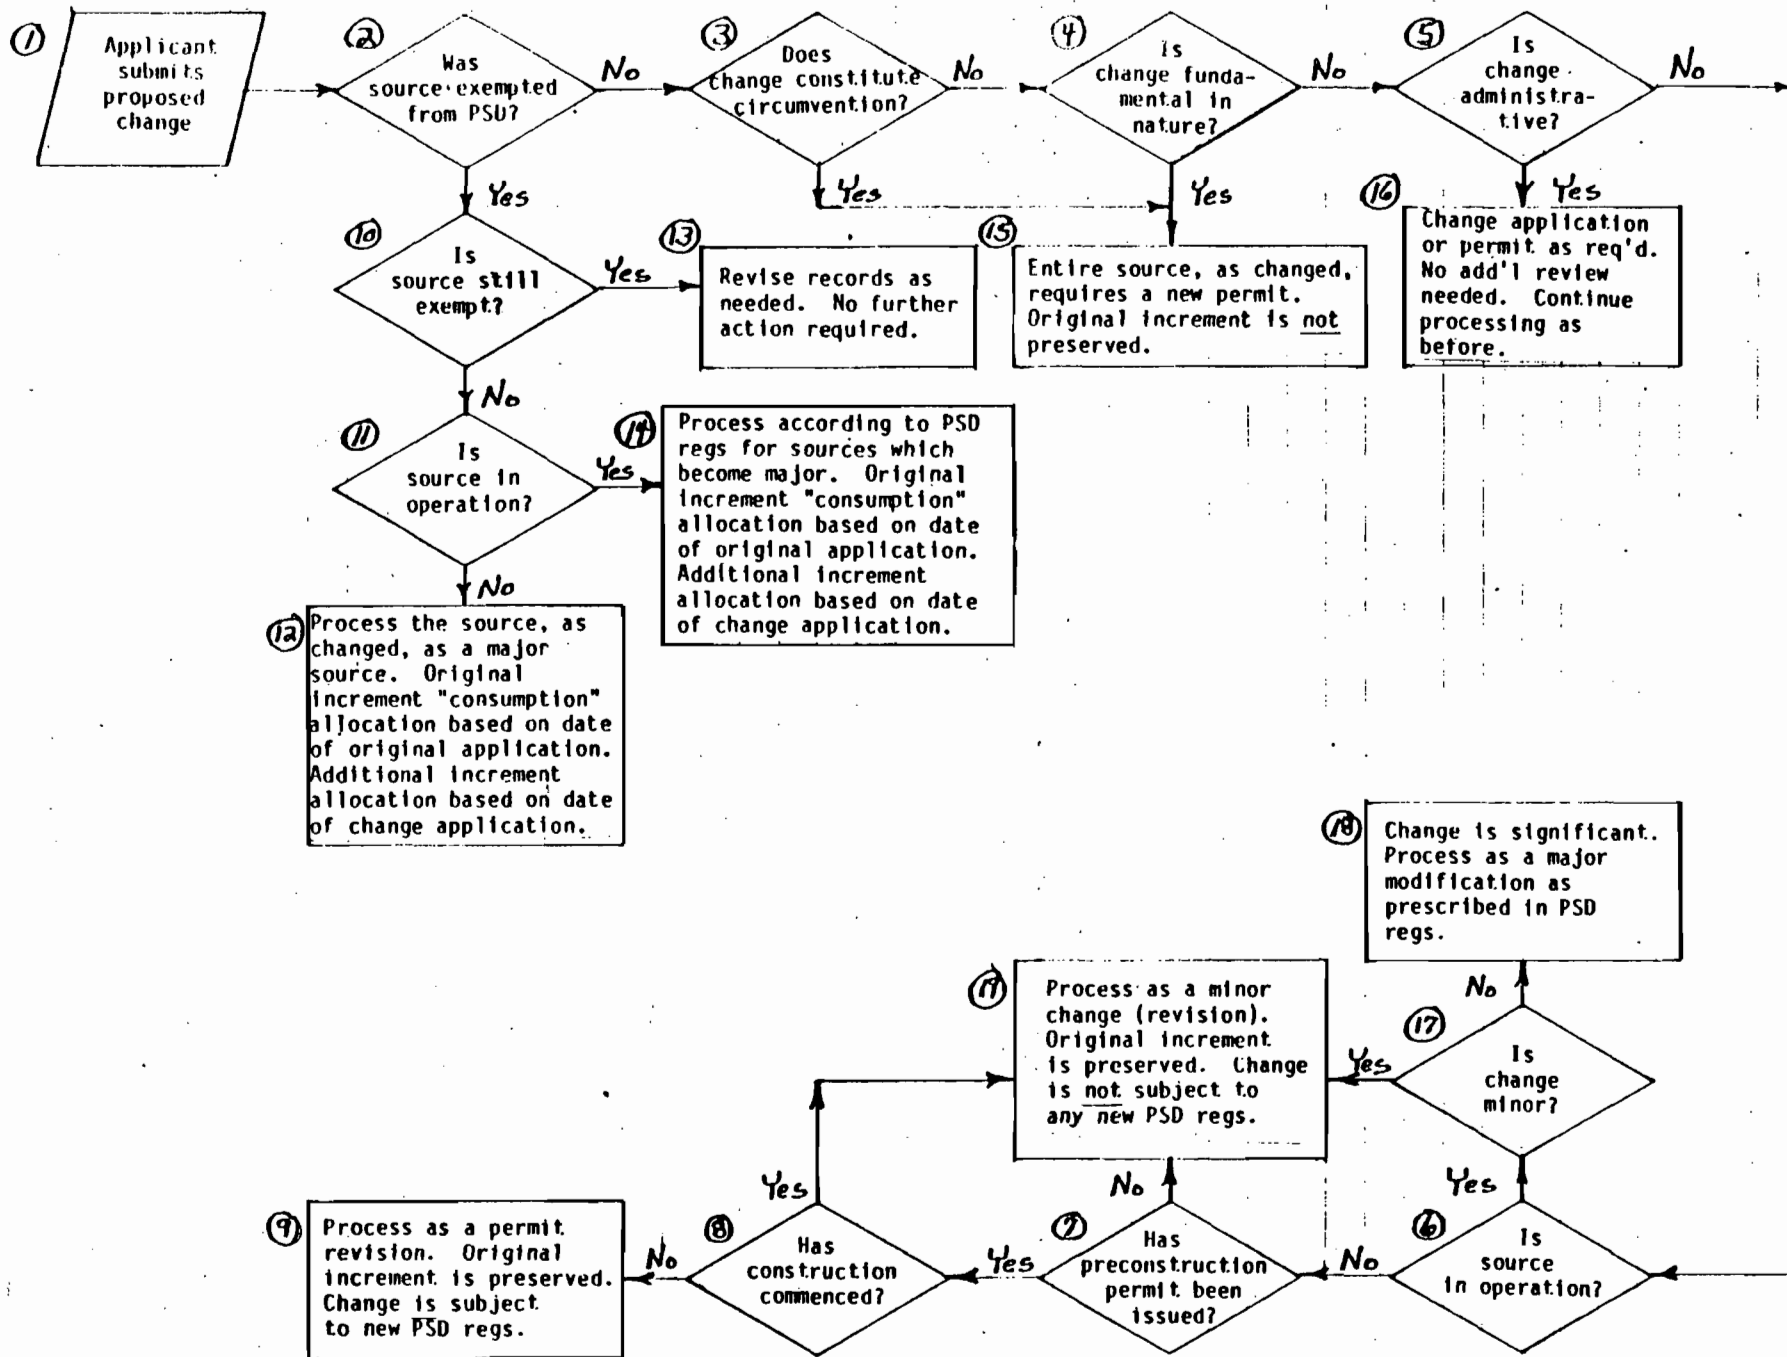 ①
Applicant
submits
proposed
change
②
Was
source exempted
from PSD?
No
Yes
③
Does
change constitute
circumvention?
No
Yes
④
Is
change funda-
mental in
nature?
No
Yes
⑤
Is
change
administra-
tive?
No
Yes
⑩
Is
source still
exempt?
Yes
No
⑬
Revise records as
needed. No further
action required.
⑮
Entire source, as changed,
requires a new permit.
Original increment is not
preserved.
⑯
Change application
or permit as req'd.
No add'l review
needed. Continue
processing as
before.
⑪
Is
source in
operation?
Yes
No
⑭
Process according to PSD
regs for sources which
become major. Original
increment "consumption"
allocation based on date
of original application.
Additional increment
allocation based on date
of change application.
⑫
Process the source, as
changed, as a major
source. Original
increment "consumption"
allocation based on date
of original application.
Additional increment
allocation based on date
of change application.
⑱
Change is significant.
Process as a major
modification as
prescribed in PSD
regs.
No
⑲
Process as a minor
change (revision).
Original increment
is preserved. Change
is not subject to
any new PSD regs.
⑰
Is
change
minor?
Yes
Yes
No
Yes
⑨
Process as a permit
revision. Original
increment is preserved.
Change is subject
to new PSD regs.
No
⑧
Has
construction
commenced?
Yes
⑦
Has
preconstruction
permit been
issued?
No
⑥
Is
source
in operation?